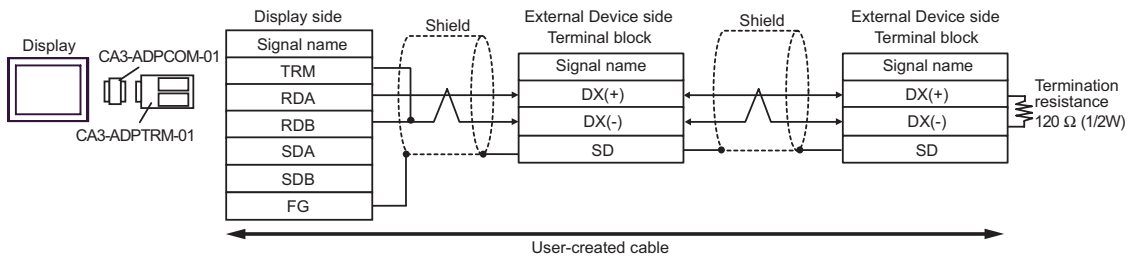 Display
CA3-ADPCOM-01
CA3-ADPTRM-01
Display side
Signal name
TRM
RDA
RDB
SDA
SDB
FG
Shield
External Device side
Terminal block
Signal name
DX(+)
DX(-)
SD
Shield
External Device side
Terminal block
Signal name
DX(+)
DX(-)
SD
Termination
resistance
120 Ω (1/2W)
User-created cable